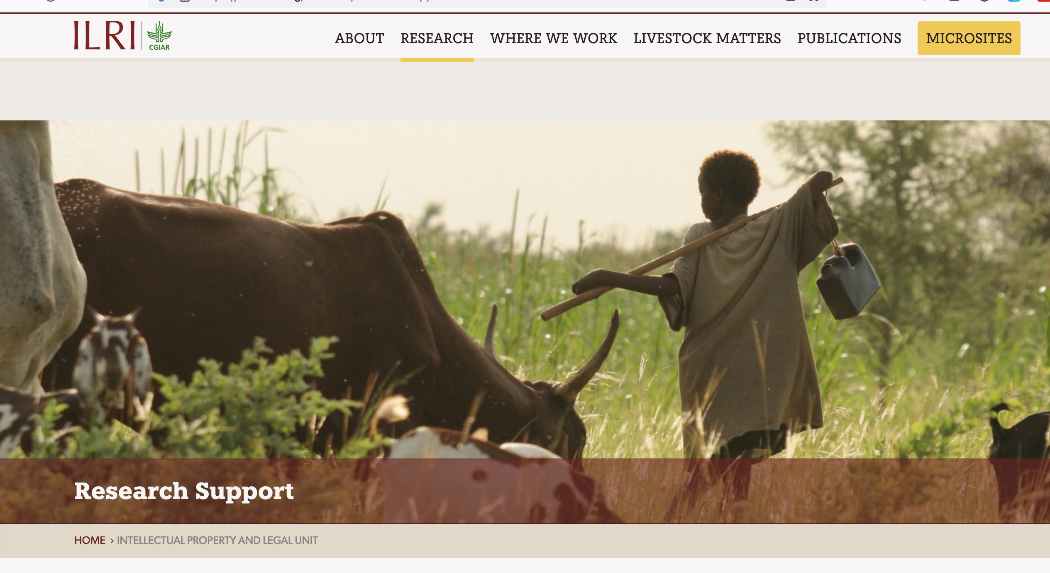 ILRI
CGIAR
ABOUT RESEARCH WHERE WE WORK LIVESTOCK MATTERS PUBLICATIONS MICROSITES
Research Support
HOME › INTELLECTUAL PROPERTY AND LEGAL UNIT